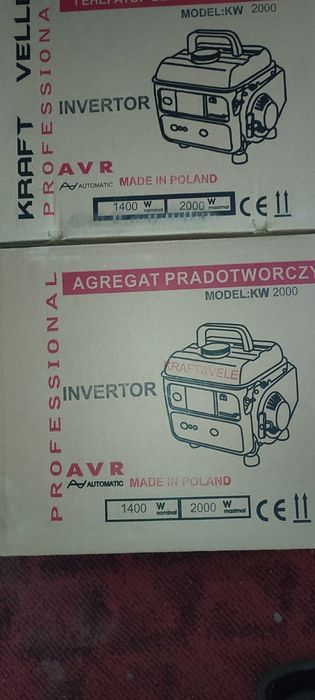 KRAFT VELLE
PROFESSIONAL
MODEL:KW 2000
INVERTOR
AVR
AUTOMATIC MADE IN POLAND
1400 W nominal 2000 W maximal CE
PROFESSIONAL
AGREGAT PRADOTWORCZY
MODEL:KW 2000
KRAFT&VELE
INVERTOR
AVR
AUTOMATIC MADE IN POLAND
1400 W nominal 2000 W maximal CE